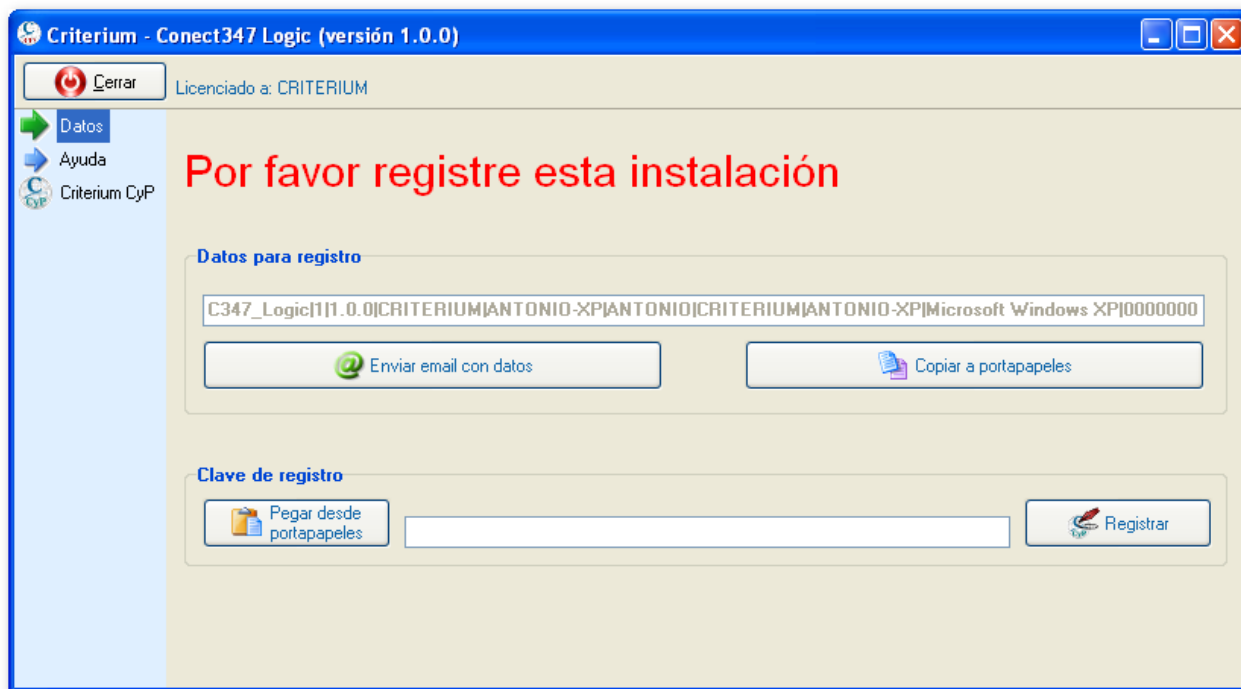 Criterium - Conect347 Logic (versión 1.0.0)
Cerrar
Licenciado a: CRITERIUM
Datos
Ayuda
Criterium CyP
Por favor registre esta instalación
Datos para registro
C347_Logic|1|1.0.0|CRITERIUM|ANTONIO-XP|ANTONIO|CRITERIUM|ANTONIO-XP|Microsoft Windows XP|0000000
Enviar email con datos
Copiar a portapapeles
Clave de registro
Pegar desde
portapapeles
Registrar